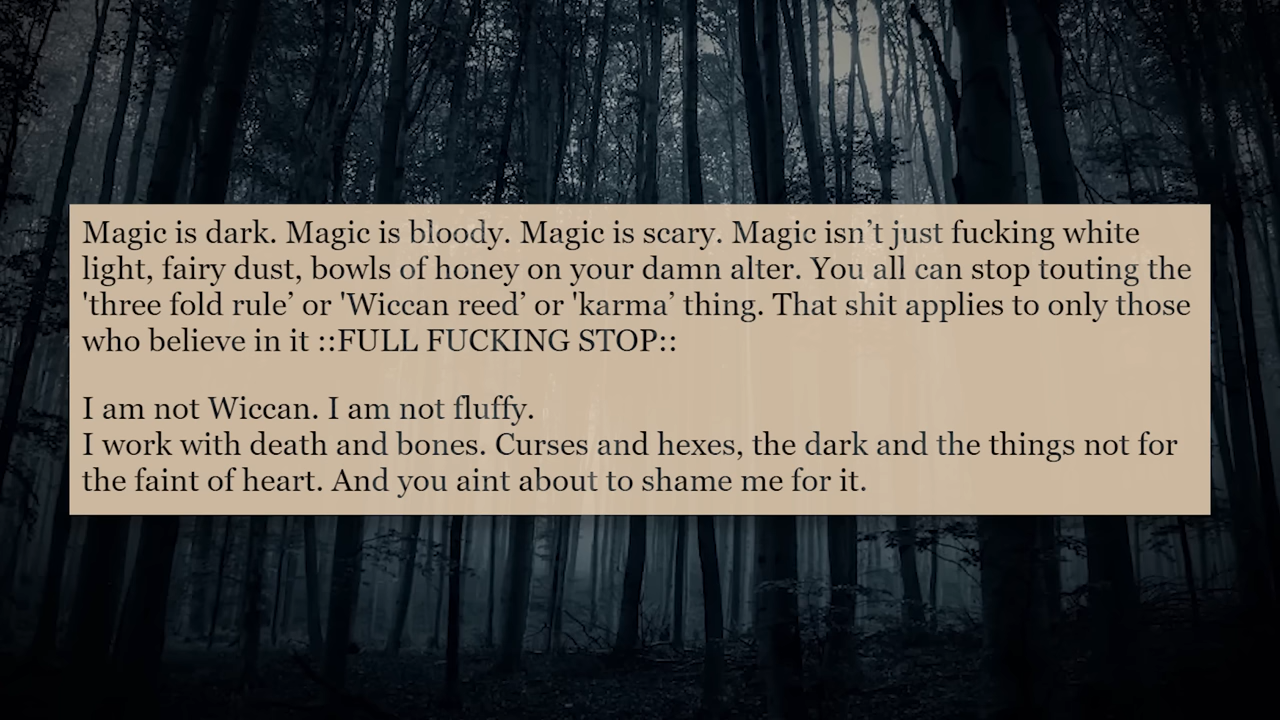 Magic is dark. Magic is bloody. Magic is scary. Magic isn’t just fucking white
light, fairy dust, bowls of honey on your damn alter. You all can stop touting the
'three fold rule’ or 'Wiccan reed’ or 'karma’ thing. That shit applies to only those
who believe in it ::FULL FUCKING STOP::
I am not Wiccan. I am not fluffy.
I work with death and bones. Curses and hexes, the dark and the things not for
the faint of heart. And you aint about to shame me for it.